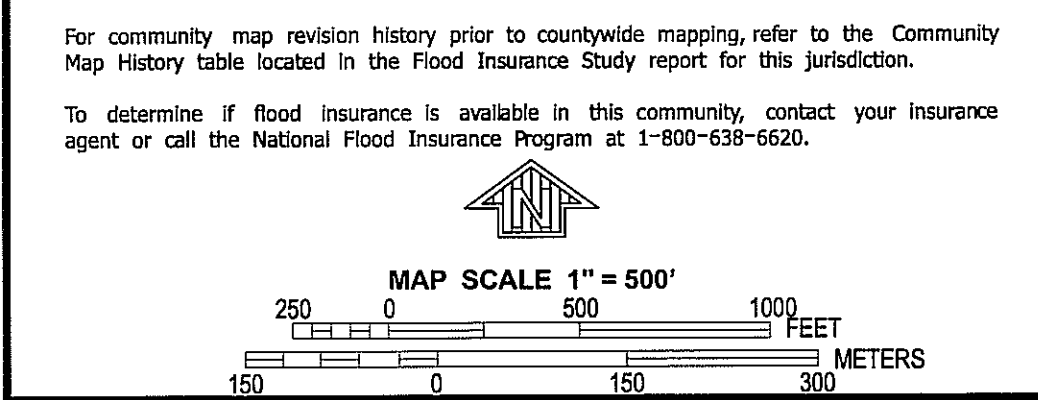 For community map revision history prior to countywide mapping, refer to the Community
Map History table located in the Flood Insurance Study report for this jurisdiction.
To determine if flood insurance is available in this community, contact your insurance
agent or call the National Flood Insurance Program at 1-800-638-6620.
N
MAP SCALE 1" = 500'
250 0 500 1000
FEET
METERS
150 0 150 300